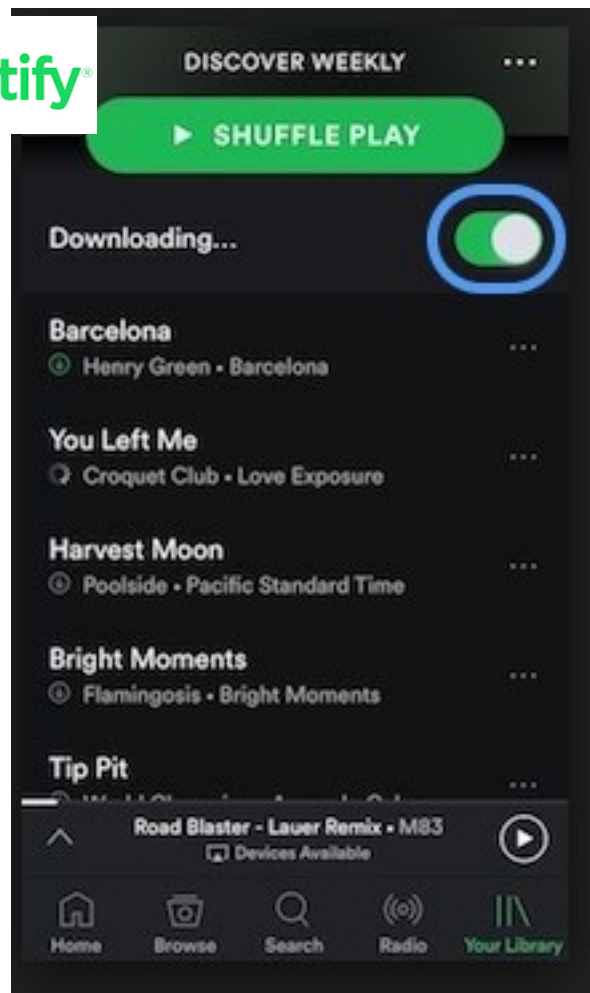 tify®
DISCOVER WEEKLY
SHUFFLE PLAY
Downloading...
Barcelona
Henry Green • Barcelona
You Left Me
Croquet Club • Love Exposure
Harvest Moon
Poolside • Pacific Standard Time
Bright Moments
Flamingosis • Bright Moments
Tip Pit
Road Blaster - Lauer Remix • M83
Devices Available
Home Browse Search Radio Your Library